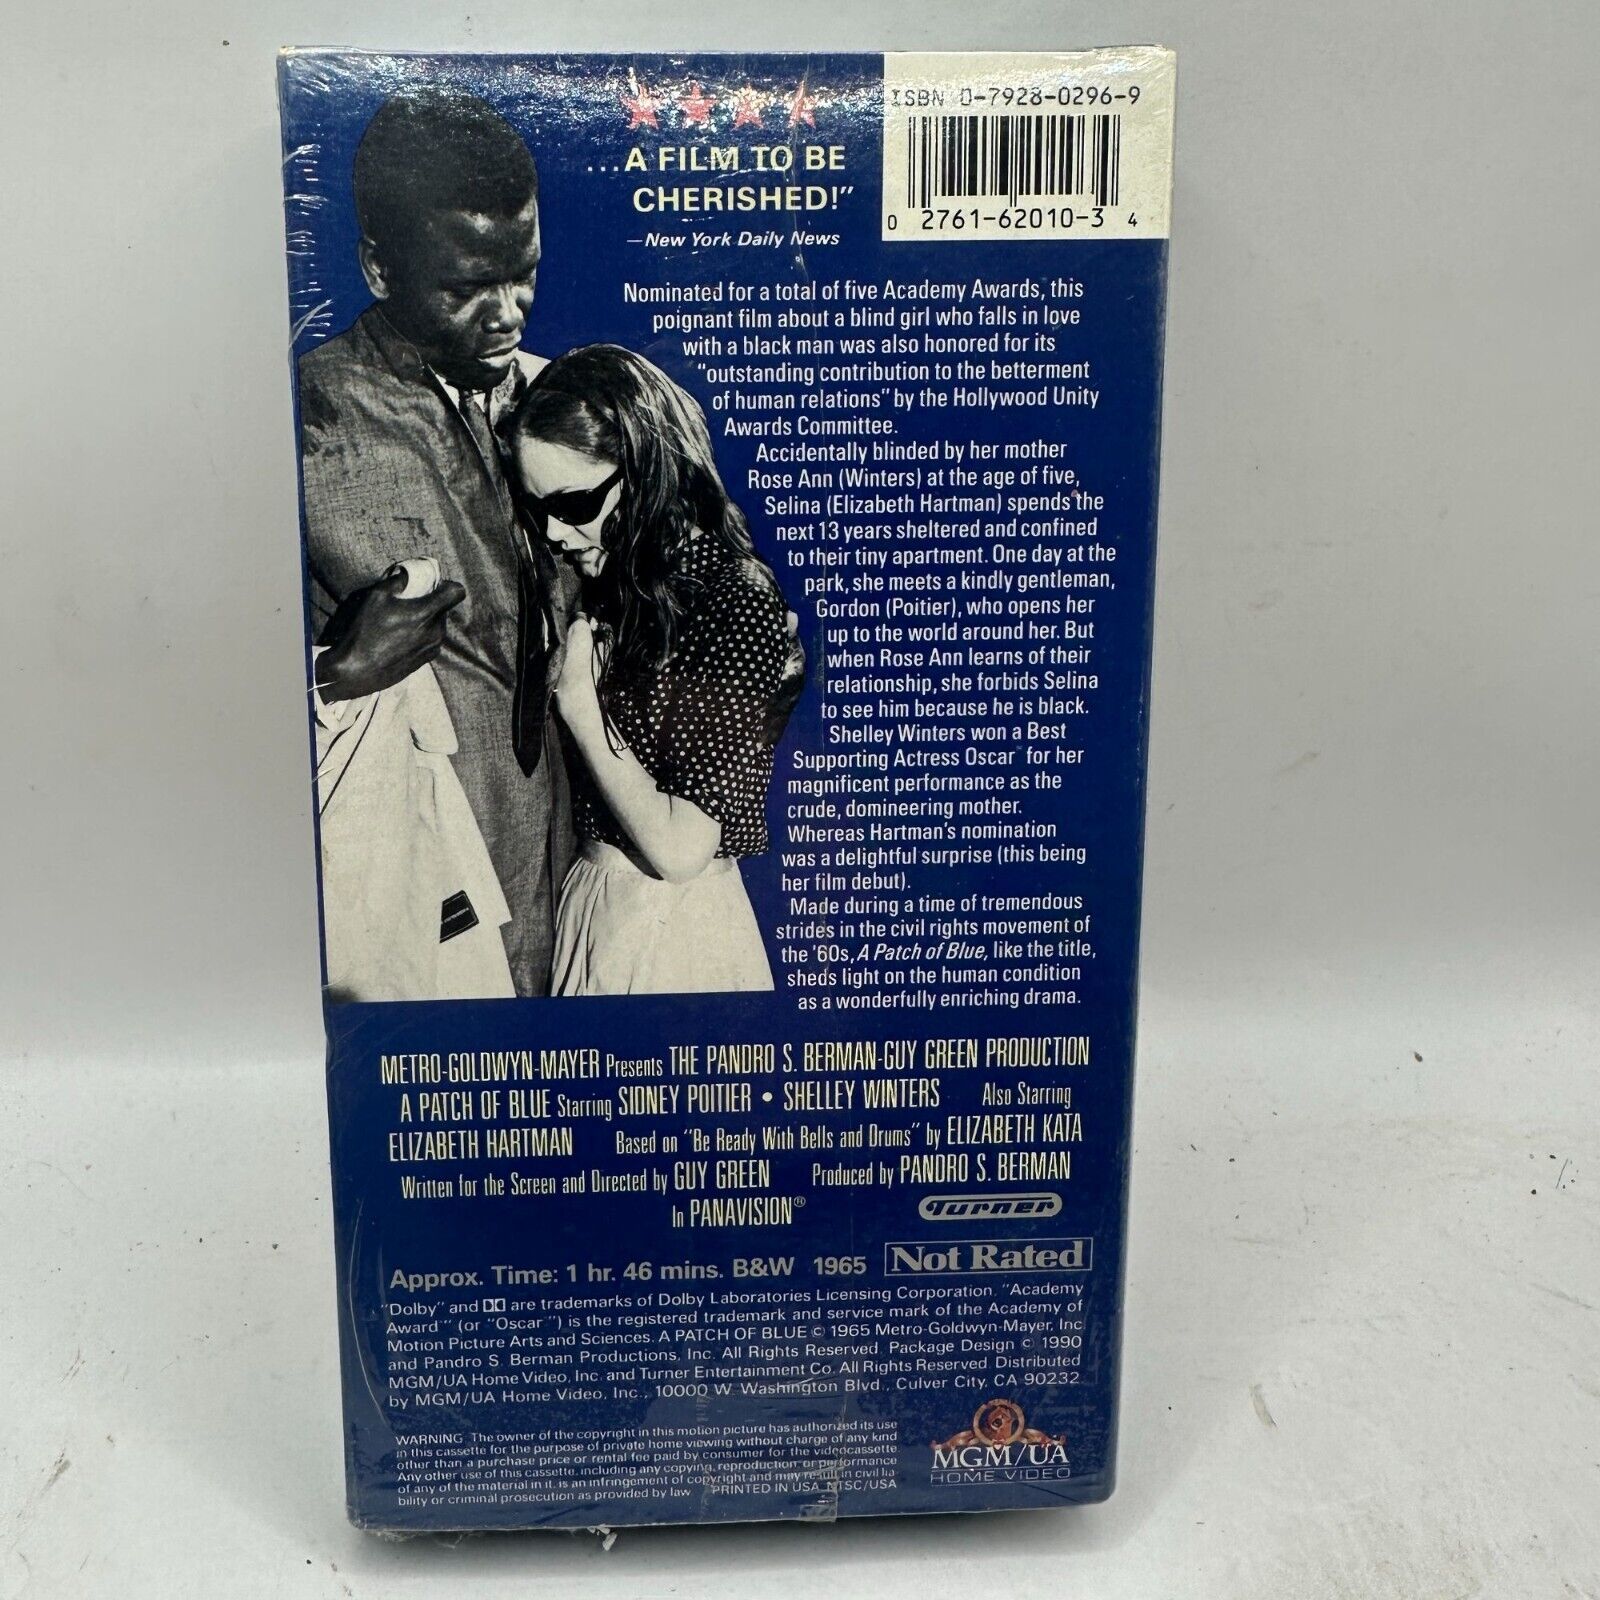 ISBN 0-7928-0296-9
0 2761-62010-3 4
...A FILM TO BE
CHERISHED!"
—New York Daily News
Nominated for a total of five Academy Awards, this
poignant film about a blind girl who falls in love
with a black man was also honored for its
"outstanding contribution to the betterment
of human relations" by the Hollywood Unity
Awards Committee.
Accidentally blinded by her mother
Rose Ann (Winters) at the age of five,
Selina (Elizabeth Hartman) spends the
next 13 years sheltered and confined
to their tiny apartment. One day at the
park, she meets a kindly gentleman,
Gordon (Poitier), who opens her
up to the world around her. But
when Rose Ann learns of their
relationship, she forbids Selina
to see him because he is black.
Shelley Winters won a Best
Supporting Actress Oscar for her
magnificent performance as the
crude, domineering mother.
Whereas Hartman's nomination
was a delightful surprise (this being
her film debut).
Made during a time of tremendous
strides in the civil rights movement of
the '60s, A Patch of Blue, like the title,
sheds light on the human condition
as a wonderfully enriching drama.
METRO-GOLDWYN-MAYER Presents THE PANDRO S. BERMAN-GUY GREEN PRODUCTION
A PATCH OF BLUE Starring SIDNEY POITIER • SHELLEY WINTERS Also Starring
ELIZABETH HARTMAN Based on "Be Ready With Bells and Drums" by ELIZABETH KATA
Written for the Screen and Directed by GUY GREEN Produced by PANDRO S. BERMAN
In PANAVISION®
Turner
Approx. Time: 1 hr. 46 mins. B&W 1965 Not Rated
"Dolby" and are trademarks of Dolby Laboratories Licensing Corporation. "Academy
Award" (or "Oscar") is the registered trademark and service mark of the Academy of
Motion Picture Arts and Sciences. A PATCH OF BLUE © 1965 Metro-Goldwyn-Mayer, Inc.
and Pandro S. Berman Productions, Inc. All Rights Reserved. Package Design © 1990
MGM/UA Home Video, Inc. and Turner Entertainment Co. All Rights Reserved. Distributed
by MGM/UA Home Video, Inc., 10000 W. Washington Blvd., Culver City, CA 90232.
WARNING: The owner of the copyright in this motion picture has authorized its use
in this cassette for the purpose of private home viewing without charge of any kind
other than a purchase price or rental fee paid by consumer for the videocassette.
Any other use of this cassette, including any copying, reproduction or performance
of any of the material in it, is an infringement of copyright and may result in civil lia-
bility or criminal prosecution as provided by law. PRINTED IN USA NTSC/USA
MGM/UA
HOME VIDEO